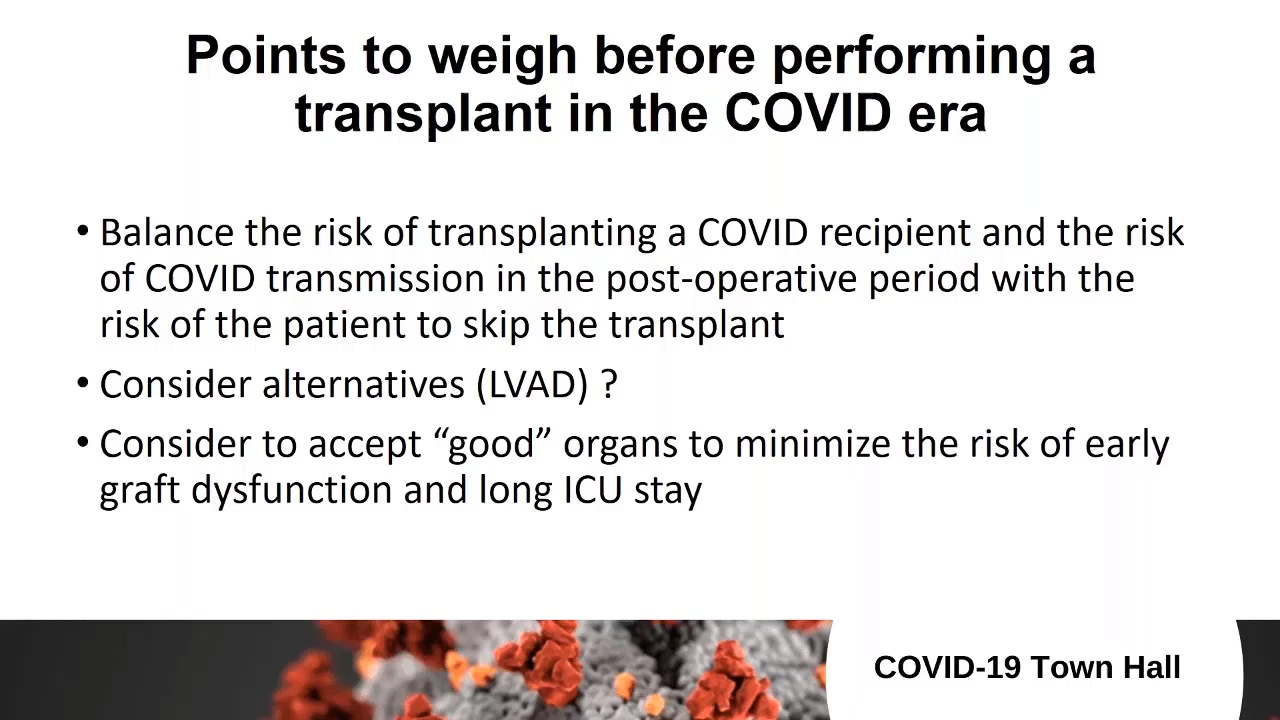 Points to weigh before performing a
transplant in the COVID era
• Balance the risk of transplanting a COVID recipient and the risk
of COVID transmission in the post-operative period with the
risk of the patient to skip the transplant
• Consider alternatives (LVAD) ?
• Consider to accept “good” organs to minimize the risk of early
graft dysfunction and long ICU stay
COVID-19 Town Hall